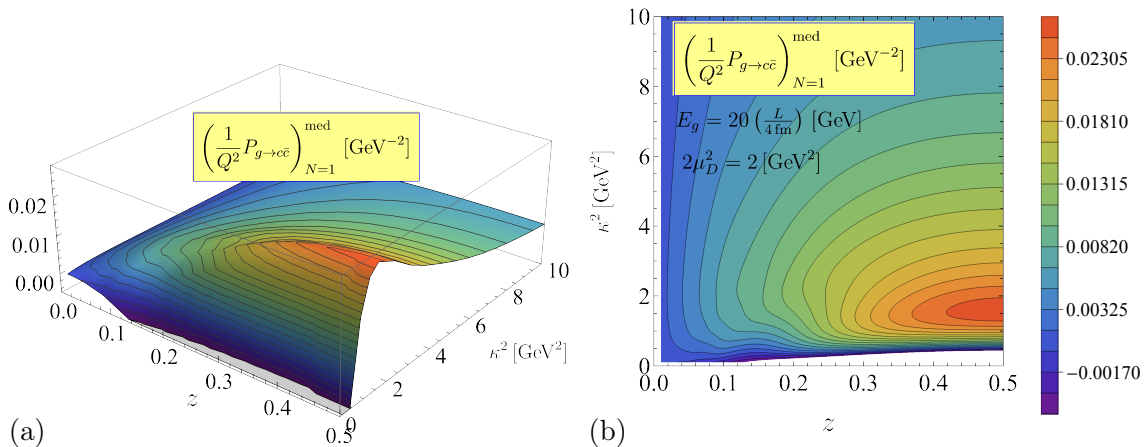 (1/Q² P_{g→cc̄})^{med}_{N=1} [GeV⁻²]
0.02
0.01
0.00
0.0
0.1
0.2
0.3
0.4
0.5
z
0
2
4
6
8
10
κ² [GeV²]
(a)
(1/Q² P_{g→cc̄})^{med}_{N=1} [GeV⁻²]
E_g = 20 (L/4 fm) [GeV]
2μ_D² = 2 [GeV²]
10
8
6
4
2
0
κ² [GeV²]
0.0 0.1 0.2 0.3 0.4 0.5
z
(b)
0.02305
0.01810
0.01315
0.00820
0.00325
−0.00170